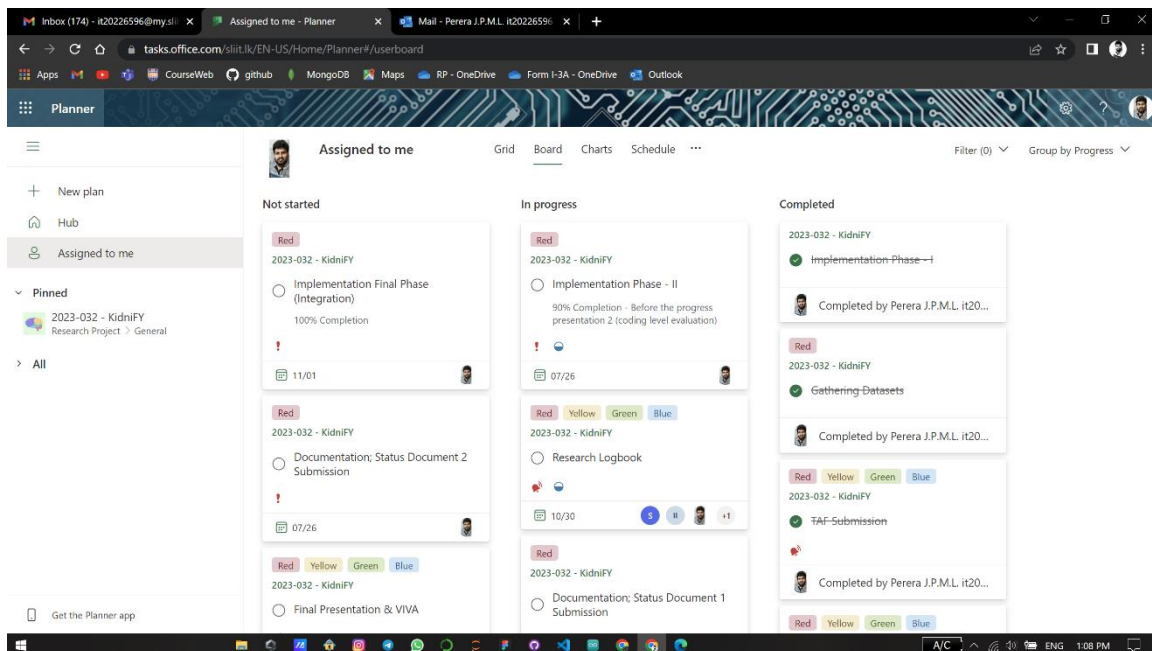 Inbox (174) - it20226596@my.sli
Assigned to me - Planner
Mail - Perera J.P.M.L. it20226596
tasks.office.com/sliit.lk/EN-US/Home/Planner#/userboard
Apps
CourseWeb
github
MongoDB
Maps
RP - OneDrive
Form I-3A - OneDrive
Outlook
Planner
?
New plan
Hub
Assigned to me
Pinned
2023-032 - KidniFY
Research Project > General
All
Get the Planner app
Assigned to me
Grid
Board
Charts
Schedule
...
Filter (0)
Group by Progress
Not started
Red
2023-032 - KidniFY
Implementation Final Phase
(Integration)
100% Completion
11/01
Red
2023-032 - KidniFY
Documentation; Status Document 2
Submission
07/26
Red Yellow Green Blue
2023-032 - KidniFY
Final Presentation & VIVA
In progress
Red
2023-032 - KidniFY
Implementation Phase - II
90% Completion - Before the progress
presentation 2 (coding level evaluation)
07/26
Red Yellow Green Blue
2023-032 - KidniFY
Research Logbook
10/30
S
II
+1
Red
2023-032 - KidniFY
Documentation; Status Document 1
Submission
Completed
2023-032 - KidniFY
Implementation Phase - I
Completed by Perera J.P.M.L. it20...
Red
2023-032 - KidniFY
Gathering Datasets
Completed by Perera J.P.M.L. it20...
Red Yellow Green Blue
2023-032 - KidniFY
TAF Submission
Completed by Perera J.P.M.L. it20...
Red Yellow Green Blue
A/C
ENG
1:08 PM